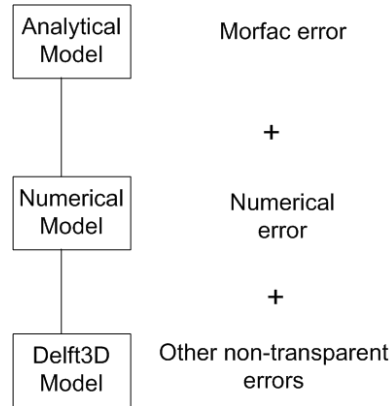 Analytical
Model
Morfac error
+
Numerical
Model
Numerical
error
+
Delft3D
Model
Other non-transparent
errors